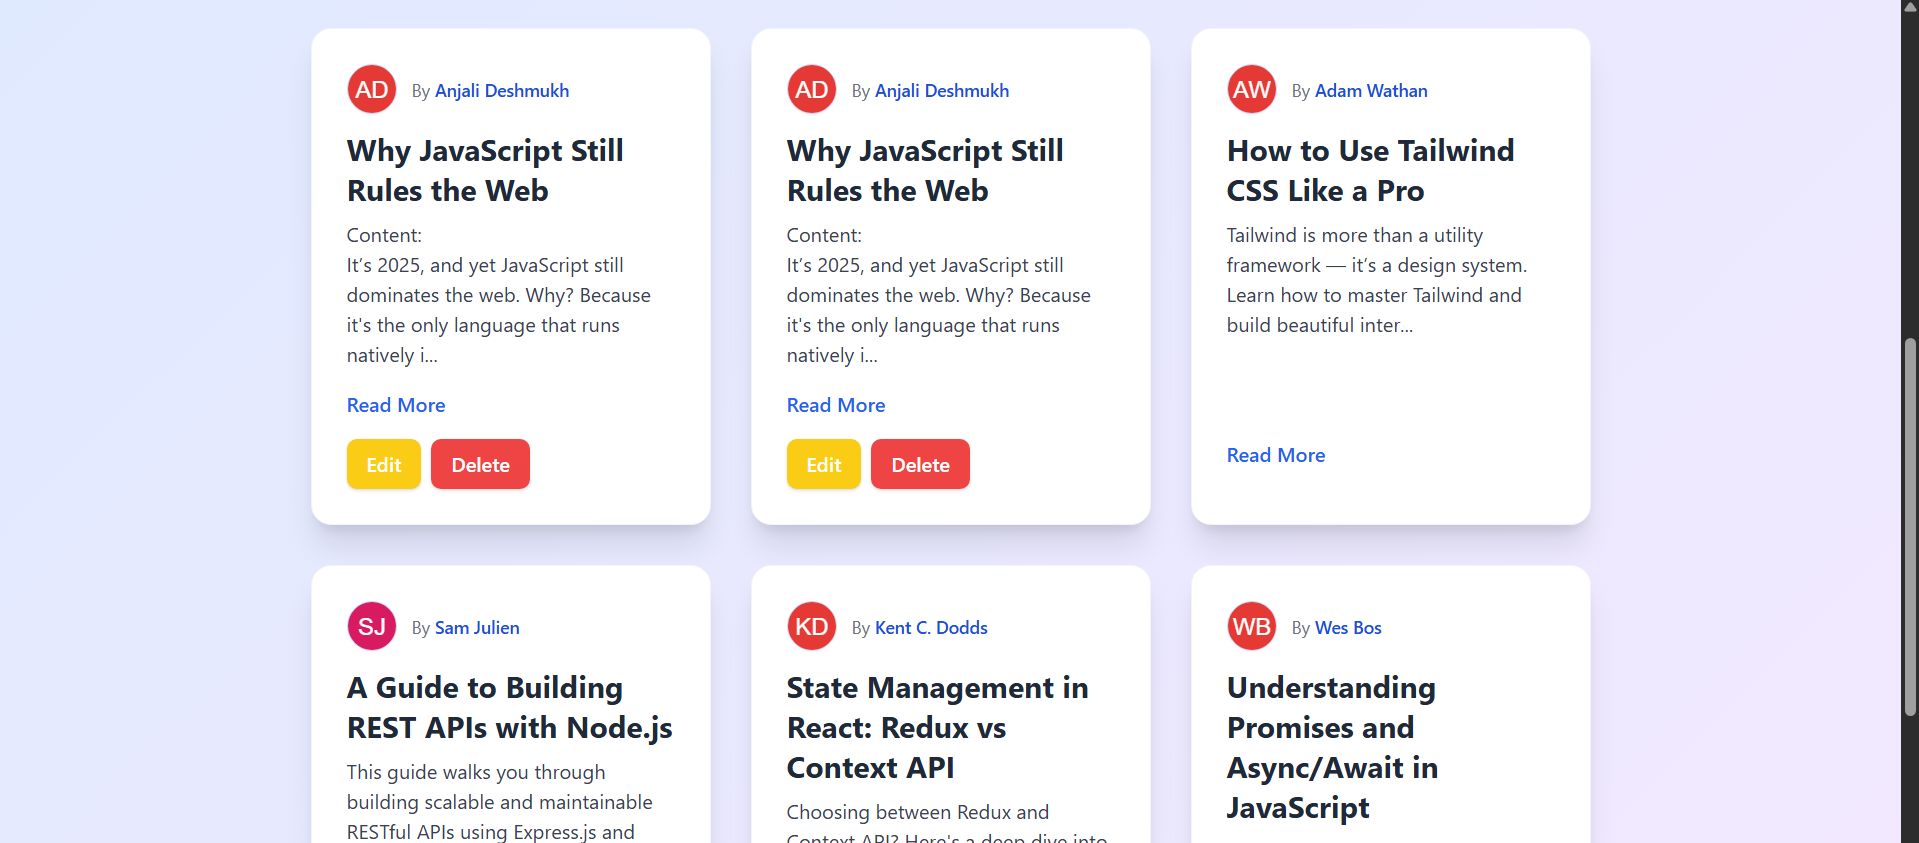 AD By Anjali Deshmukh
Why JavaScript Still
Rules the Web
Content:
It’s 2025, and yet JavaScript still
dominates the web. Why? Because
it's the only language that runs
natively i...
Read More
Edit Delete
AD By Anjali Deshmukh
Why JavaScript Still
Rules the Web
Content:
It’s 2025, and yet JavaScript still
dominates the web. Why? Because
it's the only language that runs
natively i...
Read More
Edit Delete
AW By Adam Wathan
How to Use Tailwind
CSS Like a Pro
Tailwind is more than a utility
framework — it’s a design system.
Learn how to master Tailwind and
build beautiful inter...
Read More
SJ By Sam Julien
A Guide to Building
REST APIs with Node.js
This guide walks you through
building scalable and maintainable
RESTful APIs using Express.js and
KD By Kent C. Dodds
State Management in
React: Redux vs
Context API
Choosing between Redux and
Context API? Here's a deep dive into
WB By Wes Bos
Understanding
Promises and
Async/Await in
JavaScript